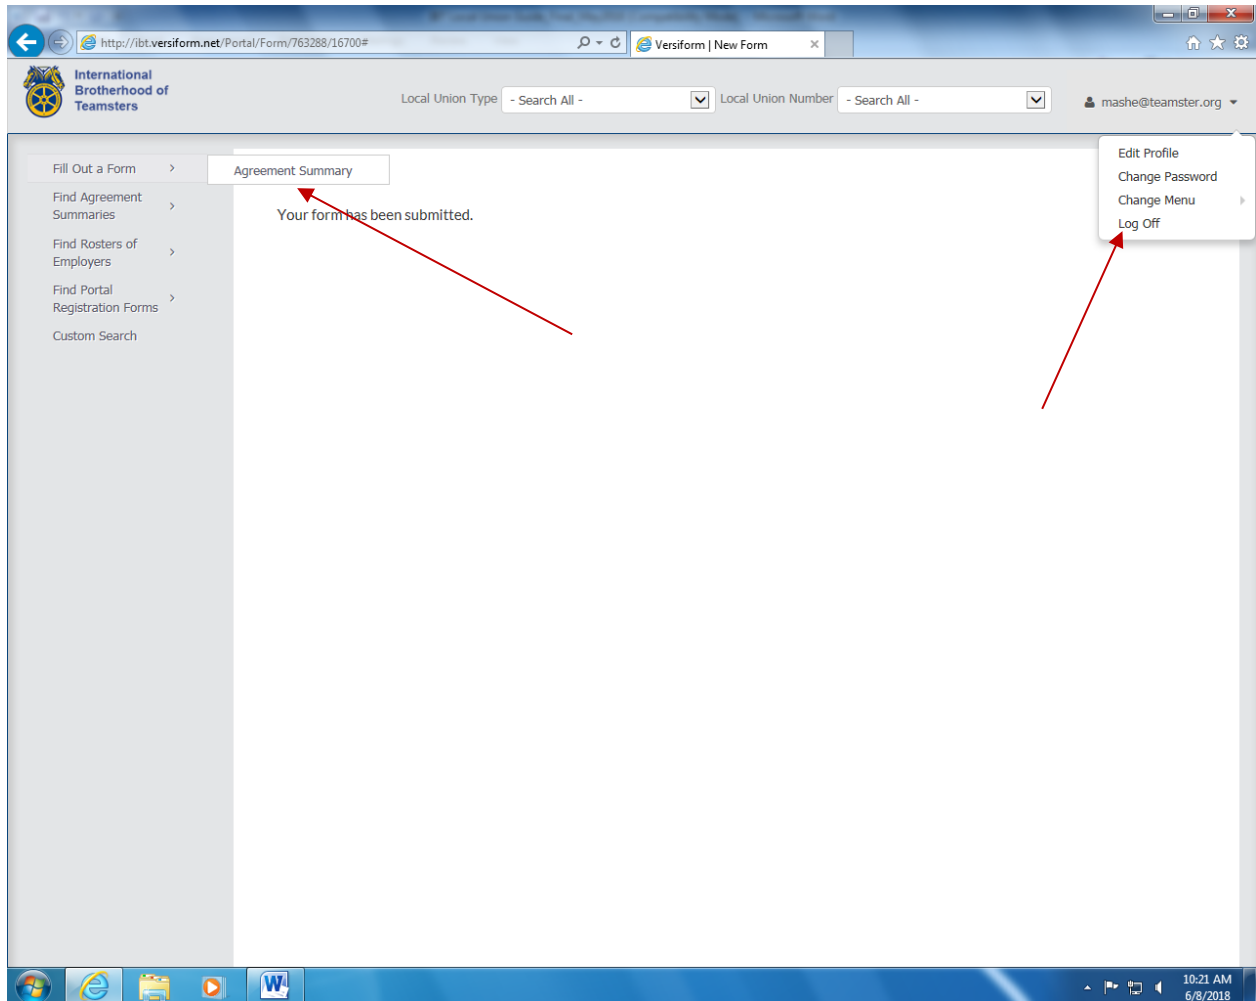 http://ibt.versiform.net/Portal/Form/763288/16700#
Versiform | New Form
International
Brotherhood of
Teamsters
Local Union Type
- Search All -
Local Union Number
- Search All -
mashe@teamster.org
Edit Profile
Change Password
Change Menu
Log Off
Fill Out a Form
Agreement Summary
Find Agreement
Summaries
Your form has been submitted.
Find Rosters of
Employers
Find Portal
Registration Forms
Custom Search
W
10:21 AM
6/8/2018